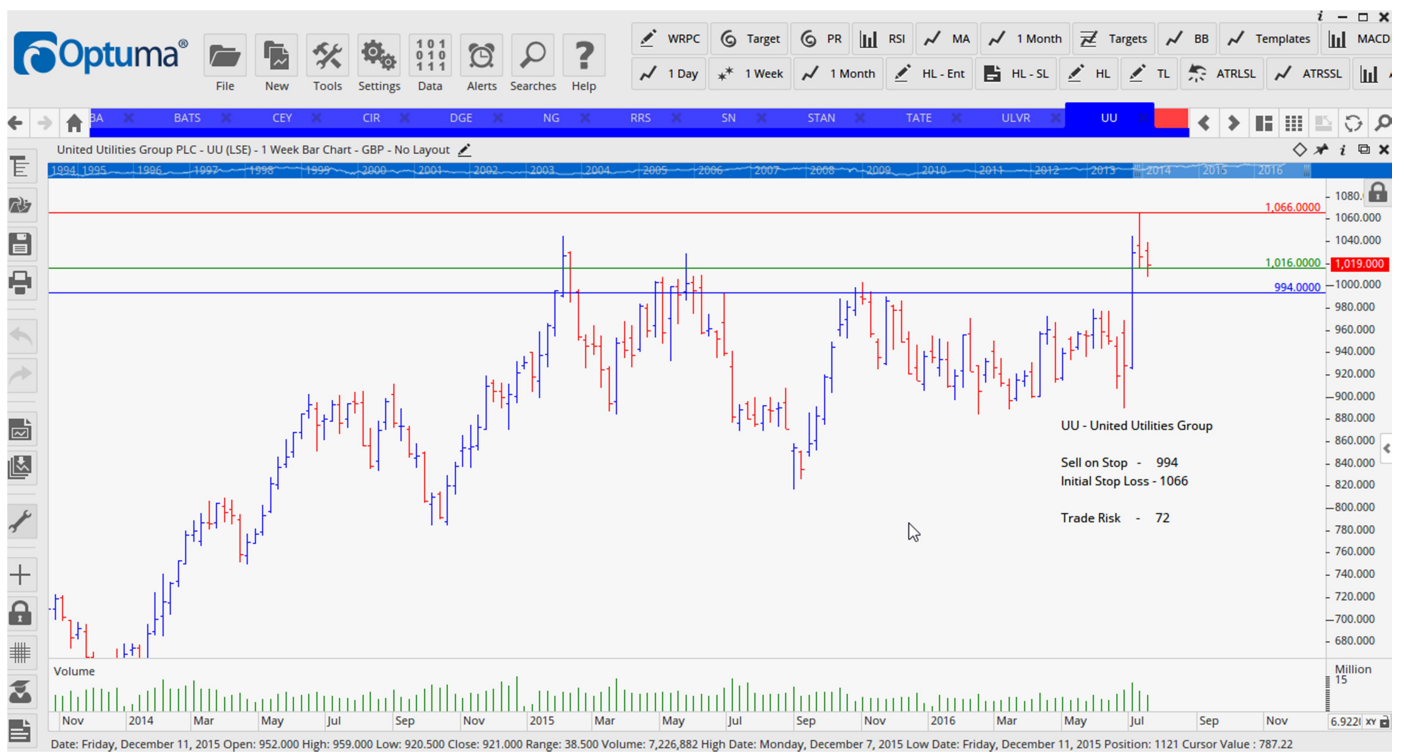 i
Optuma®
File
New
Tools
Settings
101
010
111
Data
Alerts
Searches
?
Help
WRPC
Target
PR
RSI
MA
1 Month
Targets
BB
Templates
MACD
1 Day
1 Week
1 Month
HL - Ent
HL - SL
HL
TL
ATRLSL
ATRSSL
BA BATS CEY CIR DGE NG RRS SN STAN TATE ULVR UU
United Utilities Group PLC - UU (LSE) - 1 Week Bar Chart - GBP - No Layout
i
1994 1995 1996 1997 1998 1999 2000 2001 2002 2003 2004 2005 2006 2007 2008 2009 2010 2011 2012 2013 2014 2015 2016
1080.
1,066.0000
1060.000
1040.000
1,016.0000
1,019.000
1000.000
994.0000
980.000
960.000
940.000
920.000
900.000
880.000
UU - United Utilities Group
860.000
Sell on Stop - 994
840.000
Initial Stop Loss - 1066
820.000
800.000
Trade Risk - 72
780.000
760.000
740.000
720.000
700.000
680.000
Volume
Million
15
Nov 2014 Mar May Jul Sep Nov 2015 Mar May Jul Sep Nov 2016 Mar May Jul Sep Nov
XY
Date: Friday, December 11, 2015 Open: 952.000 High: 959.000 Low: 920.500 Close: 921.000 Range: 38.500 Volume: 7,226,882 High Date: Monday, December 7, 2015 Low Date: Friday, December 11, 2015 Position: 1121 Cursor Value : 787.22